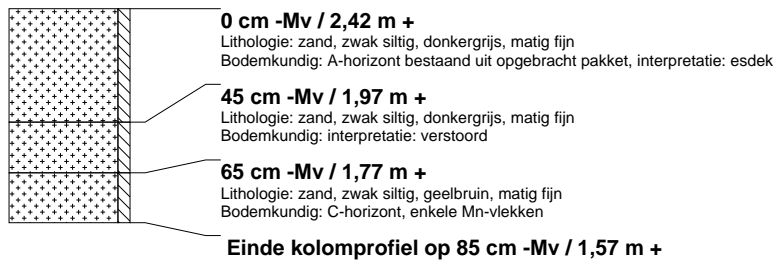 0 cm -Mv / 2,42 m +
Lithologie: zand, zwak siltig, donkergrijs, matig fijn
Bodemkundig: A-horizont bestaand uit opgebracht pakket, interpretatie: esdek
45 cm -Mv / 1,97 m +
Lithologie: zand, zwak siltig, donkergrijs, matig fijn
Bodemkundig: interpretatie: verstoord
65 cm -Mv / 1,77 m +
Lithologie: zand, zwak siltig, geelbruin, matig fijn
Bodemkundig: C-horizont, enkele Mn-vlekken
Einde kolomprofiel op 85 cm -Mv / 1,57 m +